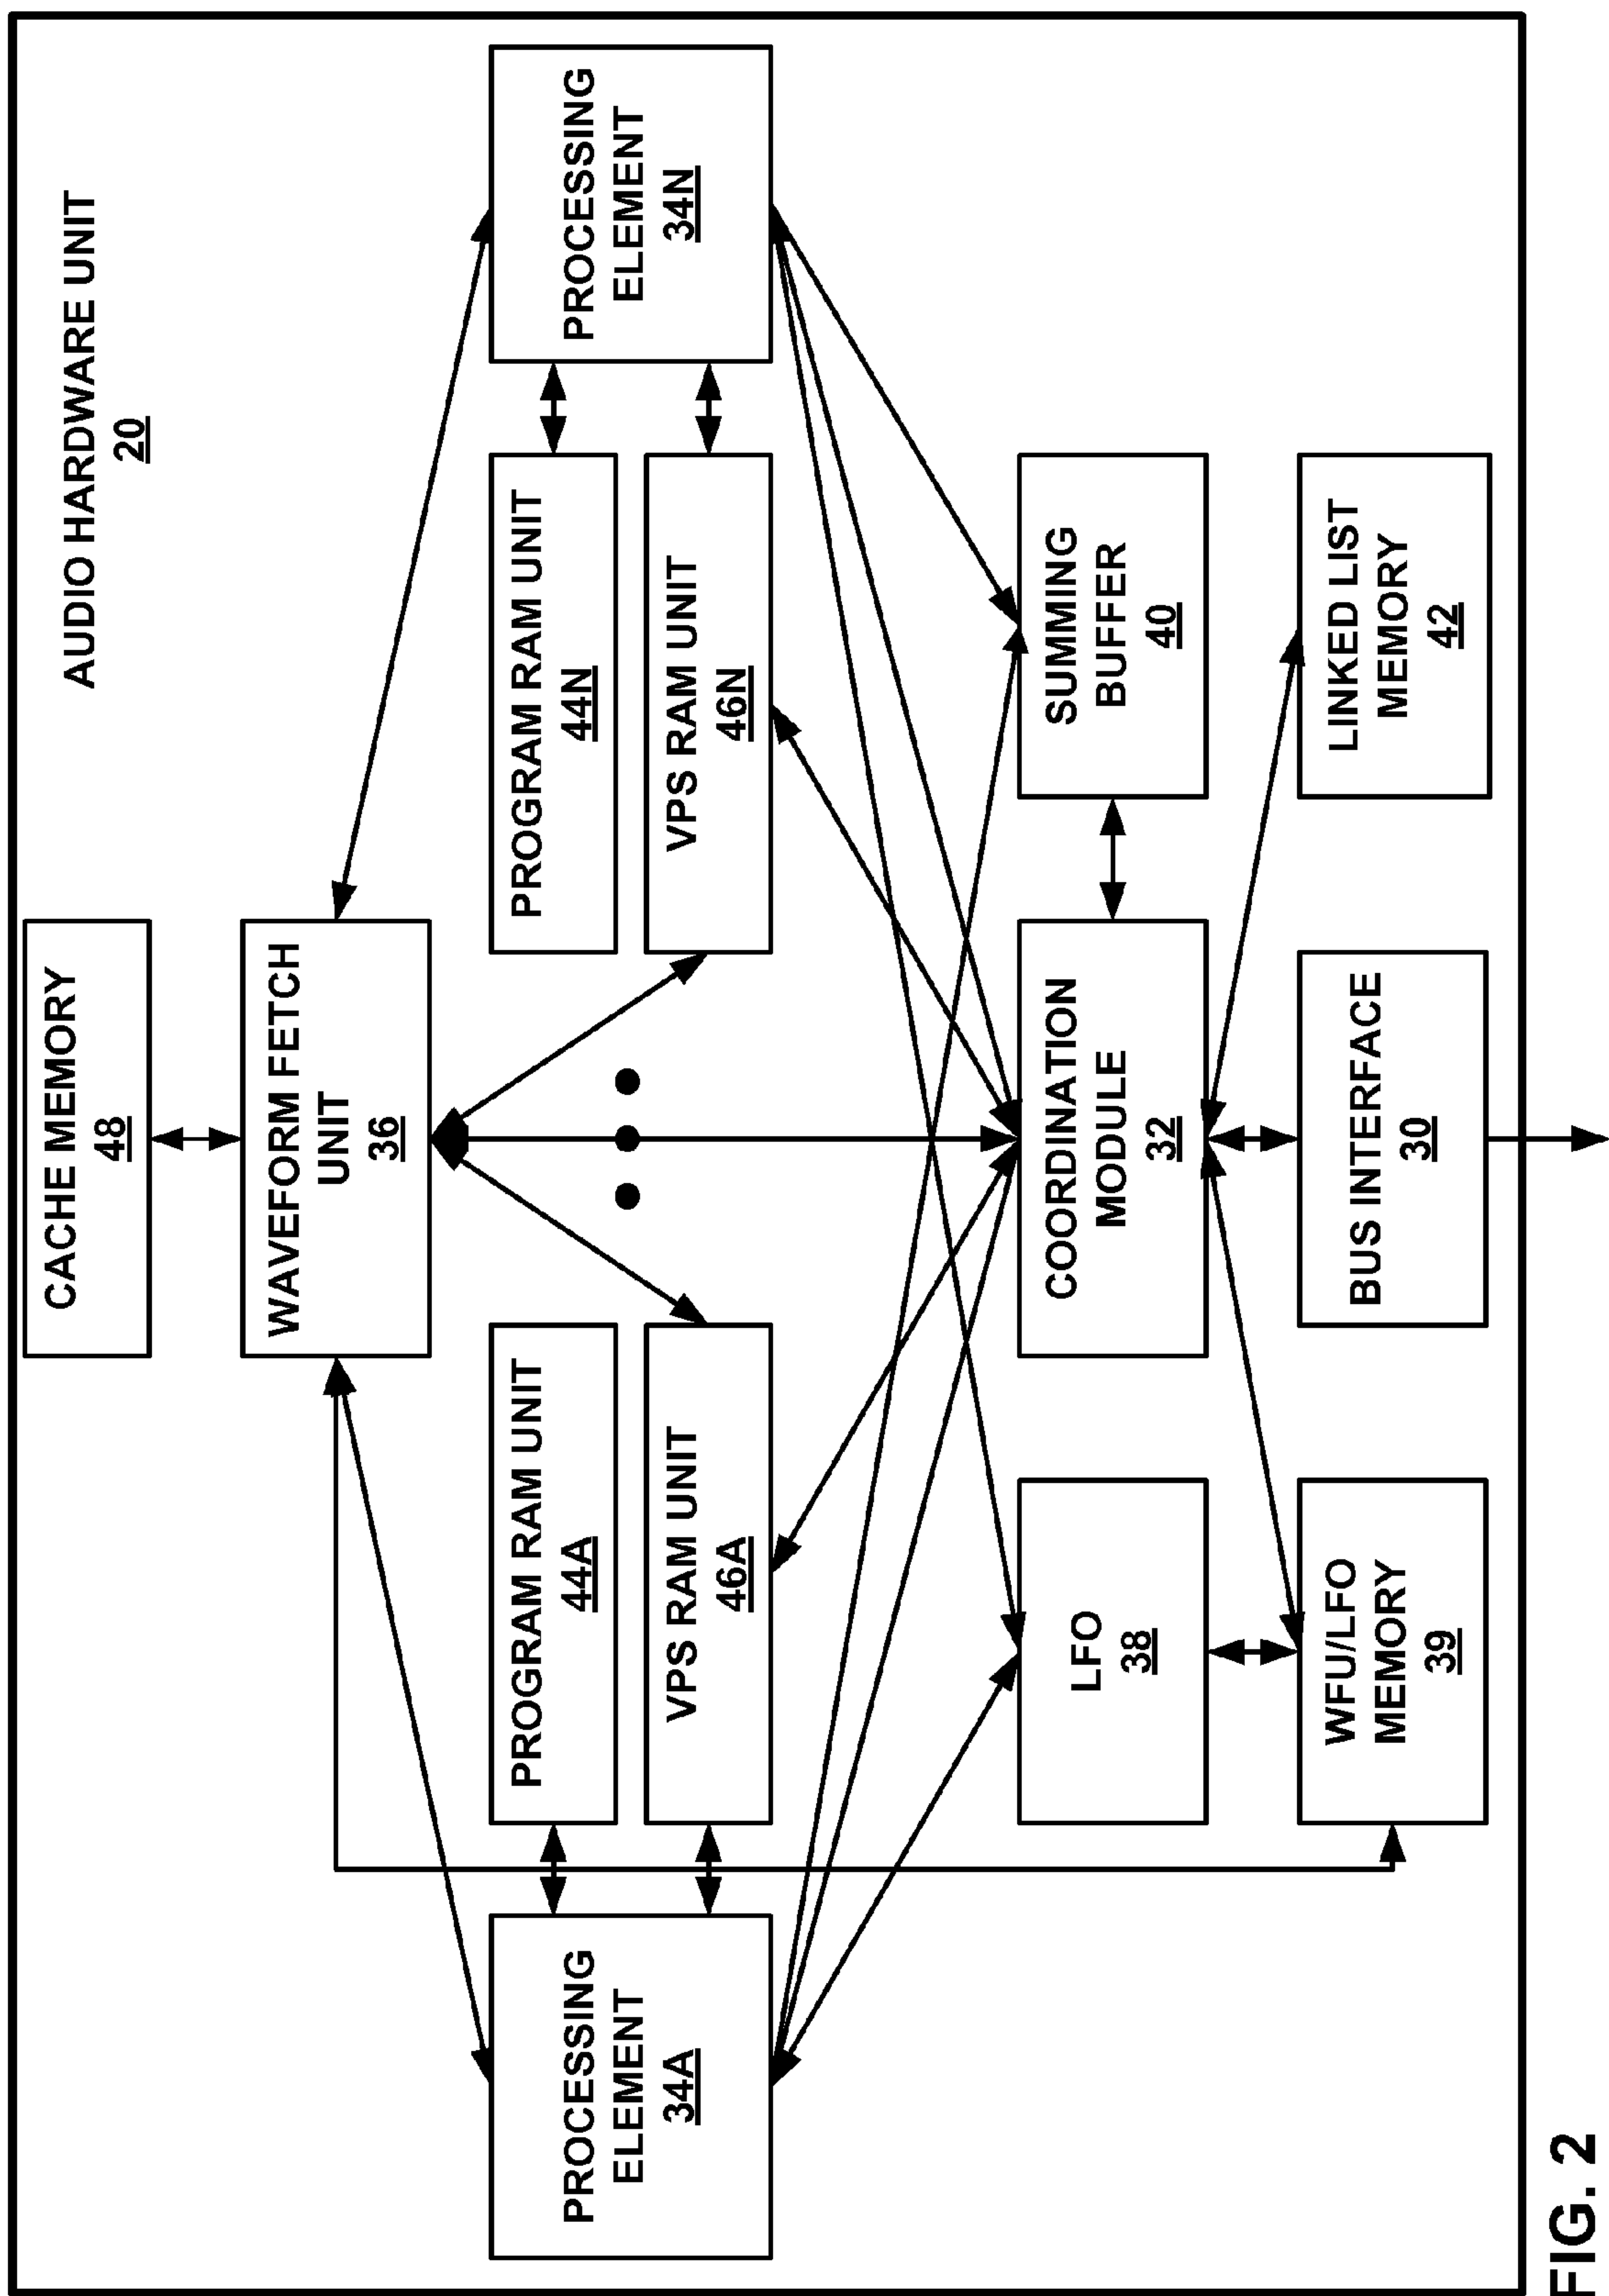 AUDIO HARDWARE UNIT
20
CACHE MEMORY
48
WAVEFORM FETCH
UNIT
36
PROCESSING
ELEMENT
34A
PROGRAM RAM UNIT
44A
VPS RAM UNIT
46A
PROGRAM RAM UNIT
44N
VPS RAM UNIT
46N
PROCESSING
ELEMENT
34N
LFO
38
COORDINATION
MODULE
32
SUMMING
BUFFER
40
WFU/LFO
MEMORY
39
BUS INTERFACE
30
LINKED LIST
MEMORY
42
FIG. 2